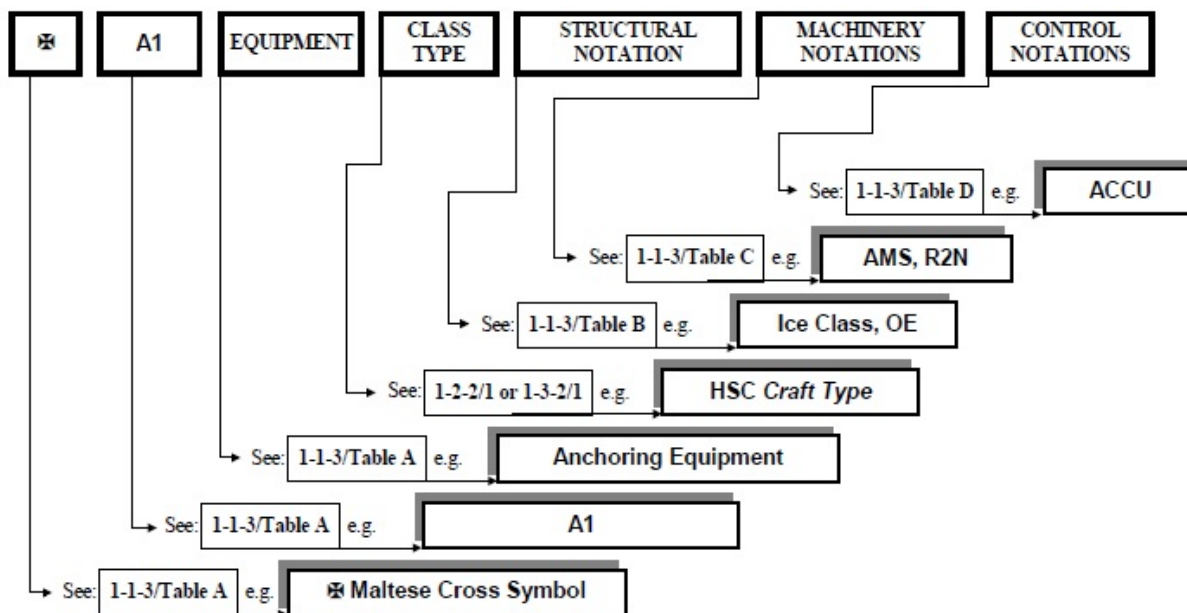 ✠ A1 EQUIPMENT CLASS TYPE STRUCTURAL NOTATION MACHINERY NOTATIONS CONTROL NOTATIONS
See: 1-1-3/Table D e.g. ACCU
See: 1-1-3/Table C e.g. AMS, R2N
See: 1-1-3/Table B e.g. Ice Class, OE
See: 1-2-2/1 or 1-3-2/1 e.g. HSC Craft Type
See: 1-1-3/Table A e.g. Anchoring Equipment
See: 1-1-3/Table A e.g. A1
See: 1-1-3/Table A e.g. ✠ Maltese Cross Symbol